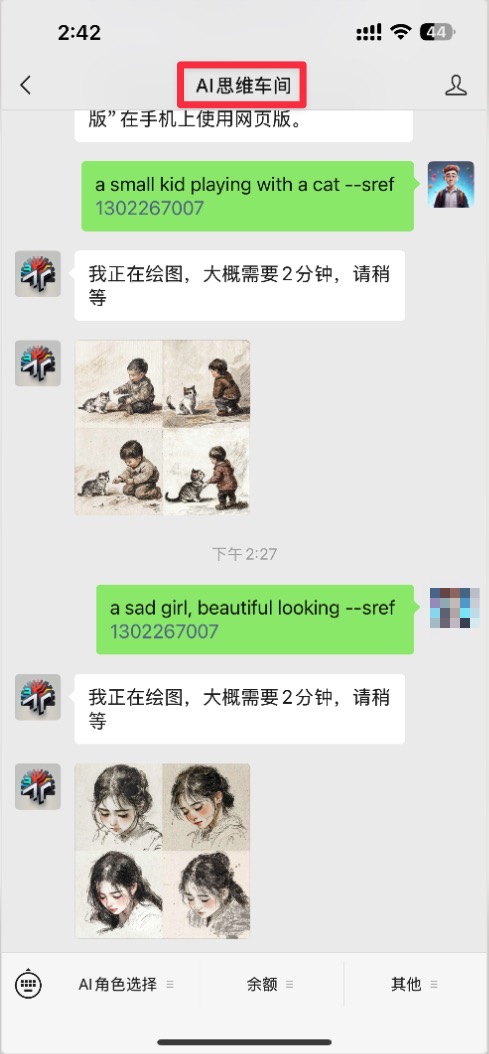 2:42
44
AI思维车间
版”在手机上使用网页版。
a small kid playing with a cat --sref
1302267007
我正在绘图，大概需要2分钟，请稍
等
下午2:27
a sad girl, beautiful looking --sref
1302267007
我正在绘图，大概需要2分钟，请稍
等
AI角色选择
余额
其他